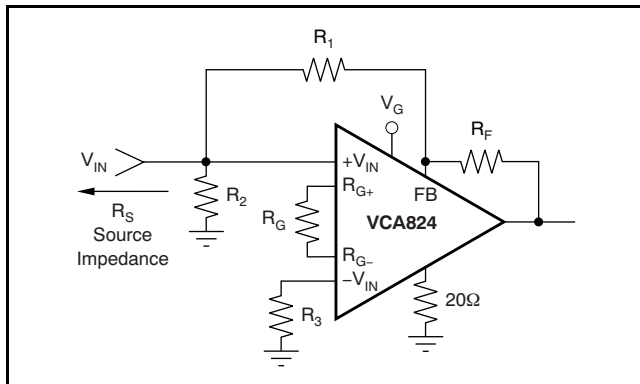 R1
VG
RF
VIN
+VIN
RG+
FB
R2
RS
Source
Impedance
RG
VCA824
RG−
−VIN
R3
20Ω